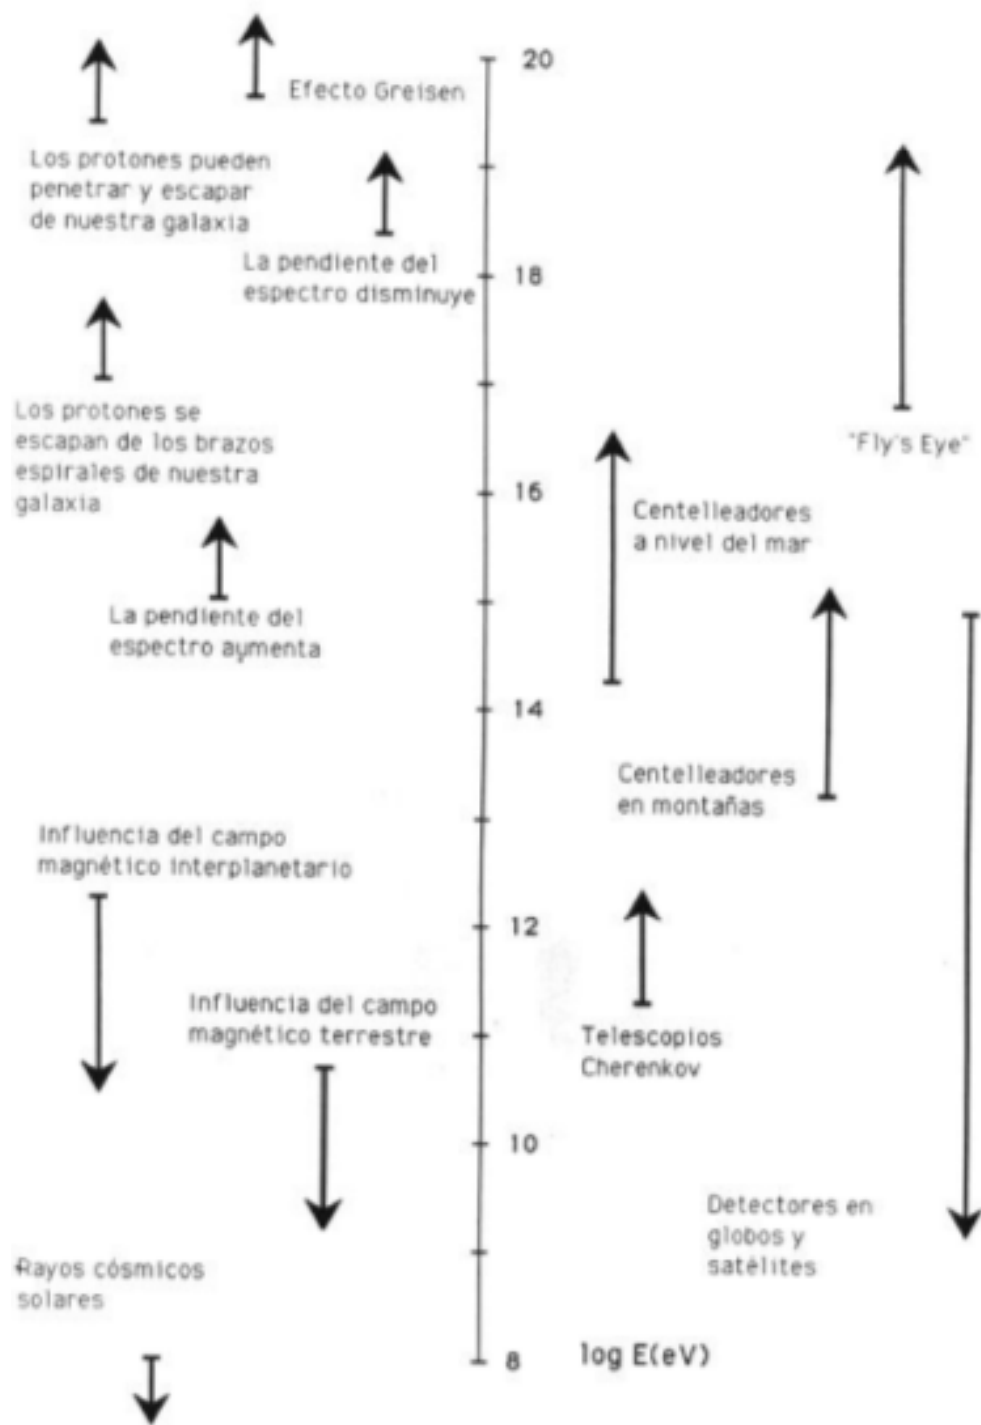 20
Efecto Greisen
Los protones pueden
penetrar y escapar
de nuestra galaxia
La pendiente del
espectro disminuye
18
Los protones se
escapan de los brazos
espirales de nuestra
galaxia
"Fly's Eye"
16
Centelleadores
a nivel del mar
La pendiente del
espectro aumenta
14
Centelleadores
en montañas
Influencia del campo
magnético interplanetario
12
Influencia del campo
magnético terrestre
Telescopios
Cherenkov
10
Detectores en
globos y
satélites
Rayos cósmicos
solares
8
log E(eV)